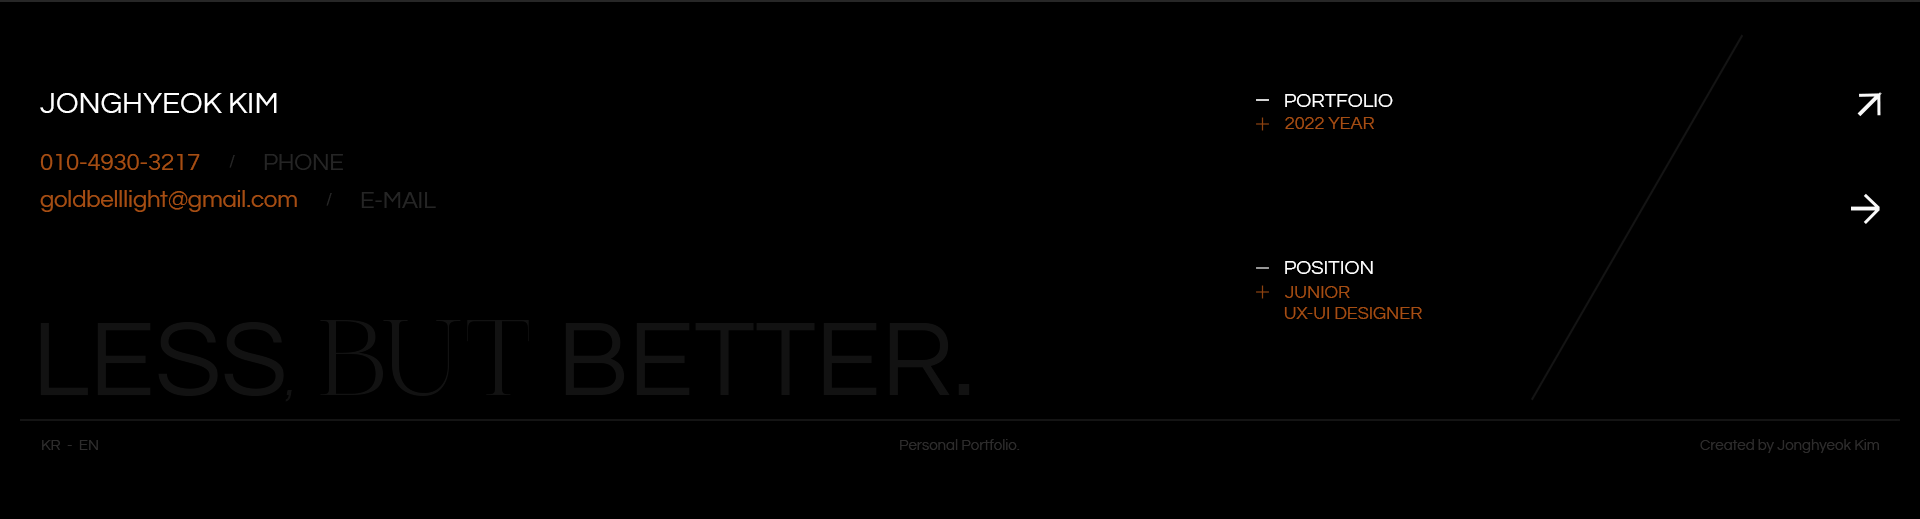 JONGHYEOK KIM
010-4930-3217 / PHONE
goldbelllight@gmail.com / E-MAIL
— PORTFOLIO
+ 2022 YEAR
— POSITION
+ JUNIOR
UX-UI DESIGNER
LESS, BUT BETTER.
KR - EN
Personal Portfolio.
Created by Jonghyeok Kim